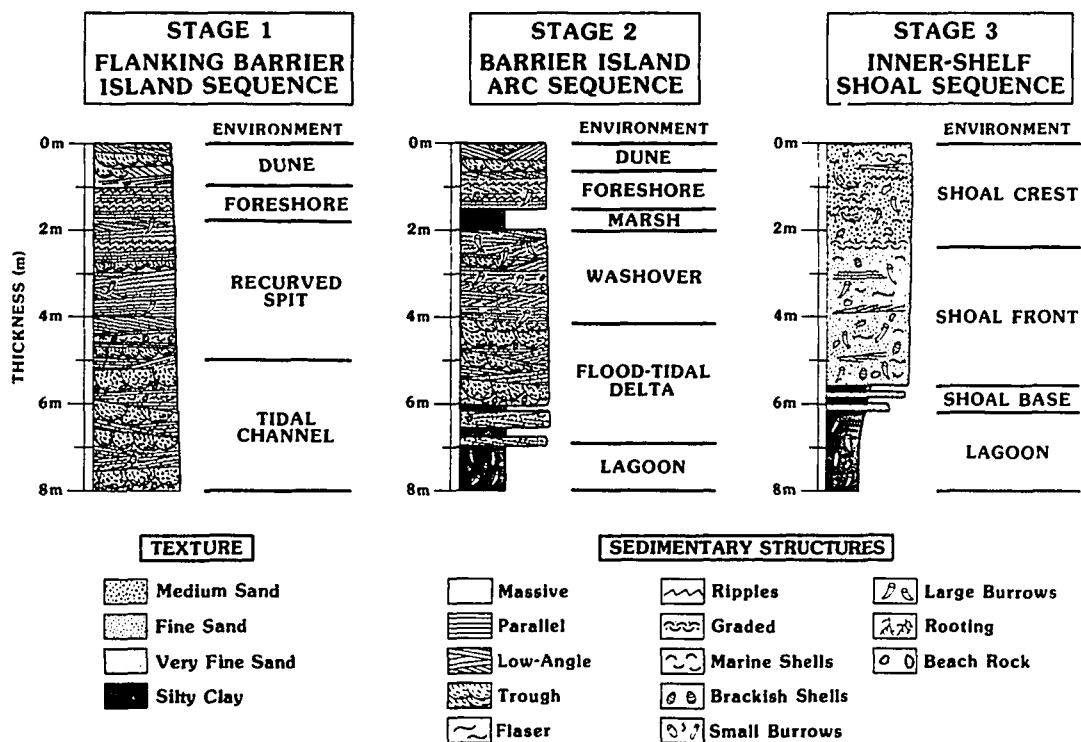 STAGE 1
FLANKING BARRIER
ISLAND SEQUENCE
ENVIRONMENT
THICKNESS (m)
0m
2m
4m
6m
8m
DUNE
FORESHORE
RECURVED
SPIT
TIDAL
CHANNEL
STAGE 2
BARRIER ISLAND
ARC SEQUENCE
ENVIRONMENT
0m
2m
4m
6m
8m
DUNE
FORESHORE
MARSH
WASHOVER
FLOOD-TIDAL
DELTA
LAGOON
STAGE 3
INNER-SHELF
SHOAL SEQUENCE
ENVIRONMENT
0m
2m
4m
6m
8m
SHOAL CREST
SHOAL FRONT
SHOAL BASE
LAGOON
TEXTURE
Medium Sand
Fine Sand
Very Fine Sand
Silty Clay
SEDIMENTARY STRUCTURES
Massive
Parallel
Low-Angle
Trough
Flaser
Ripples
Graded
Marine Shells
Brackish Shells
Small Burrows
Large Burrows
Rooting
Beach Rock